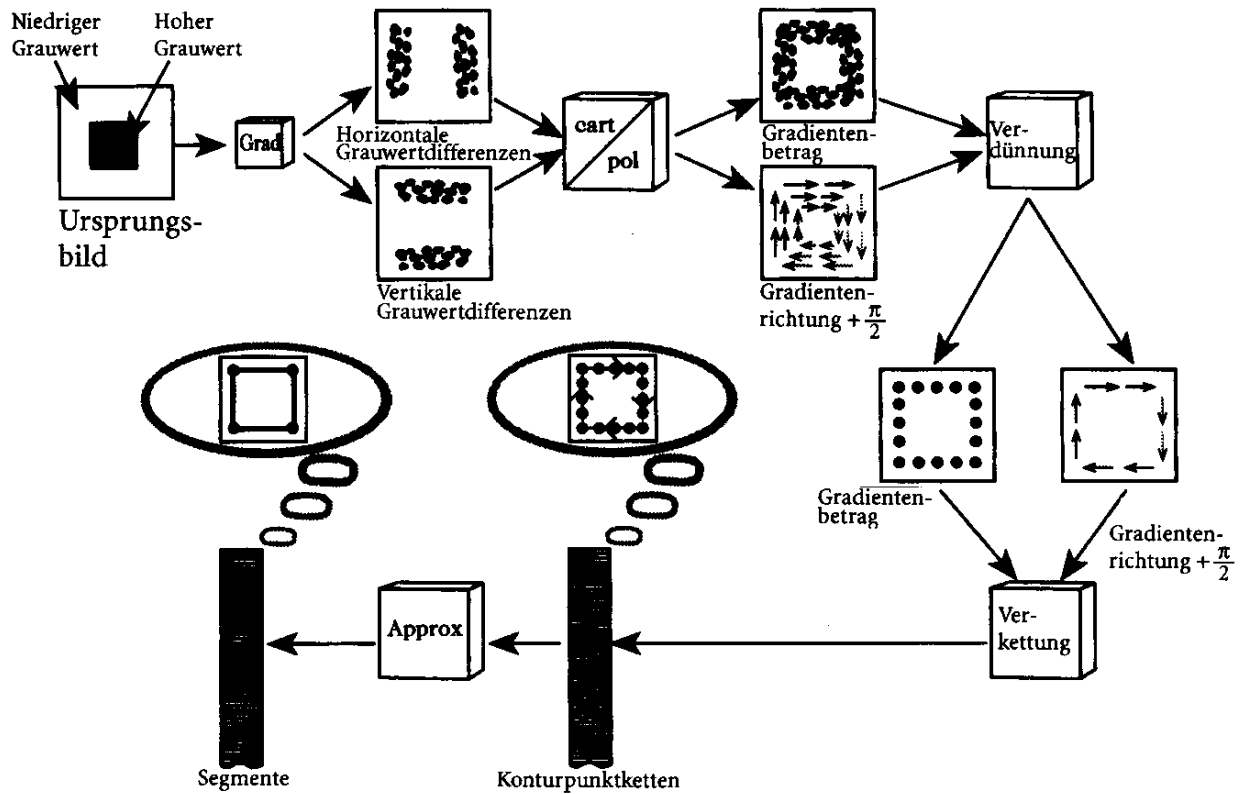 Niedriger
Grauwert
Hoher
Grauwert
Ursprungs-
bild
Grad
Horizontale
Grauwertdifferenzen
Vertikale
Grauwertdifferenzen
cart
pol
Gradienten-
betrag
Gradienten-
richtung + π/2
Ver-
dünnung
Gradienten-
betrag
Gradienten-
richtung + π/2
Ver-
kettung
Approx
Segmente
Konturpunktketten